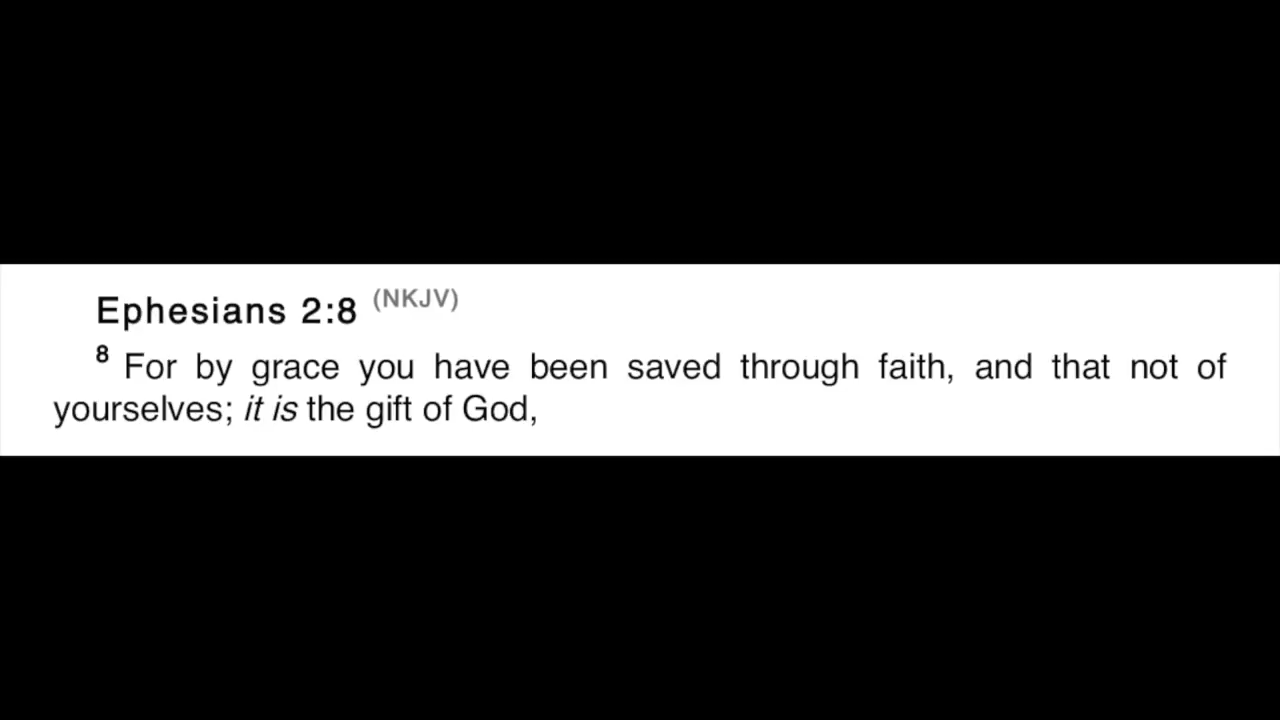 Ephesians 2:8 (NKJV)
8 For by grace you have been saved through faith, and that not of
yourselves; it is the gift of God,